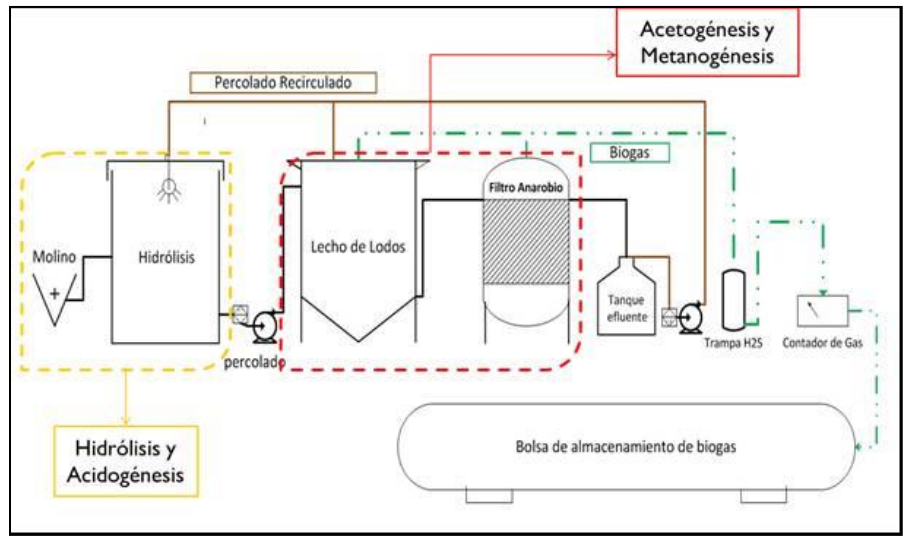 Acetogénesis y
Metanogénesis
Percolado Recirculado
Biogas
Filtro Anarobio
Molino
Hidrólisis
Lecho de Lodos
Tanque
efluente
percolado
Trampa H2S
Contador de Gas
Hidrólisis y
Acidogénesis
Bolsa de almacenamiento de biogas